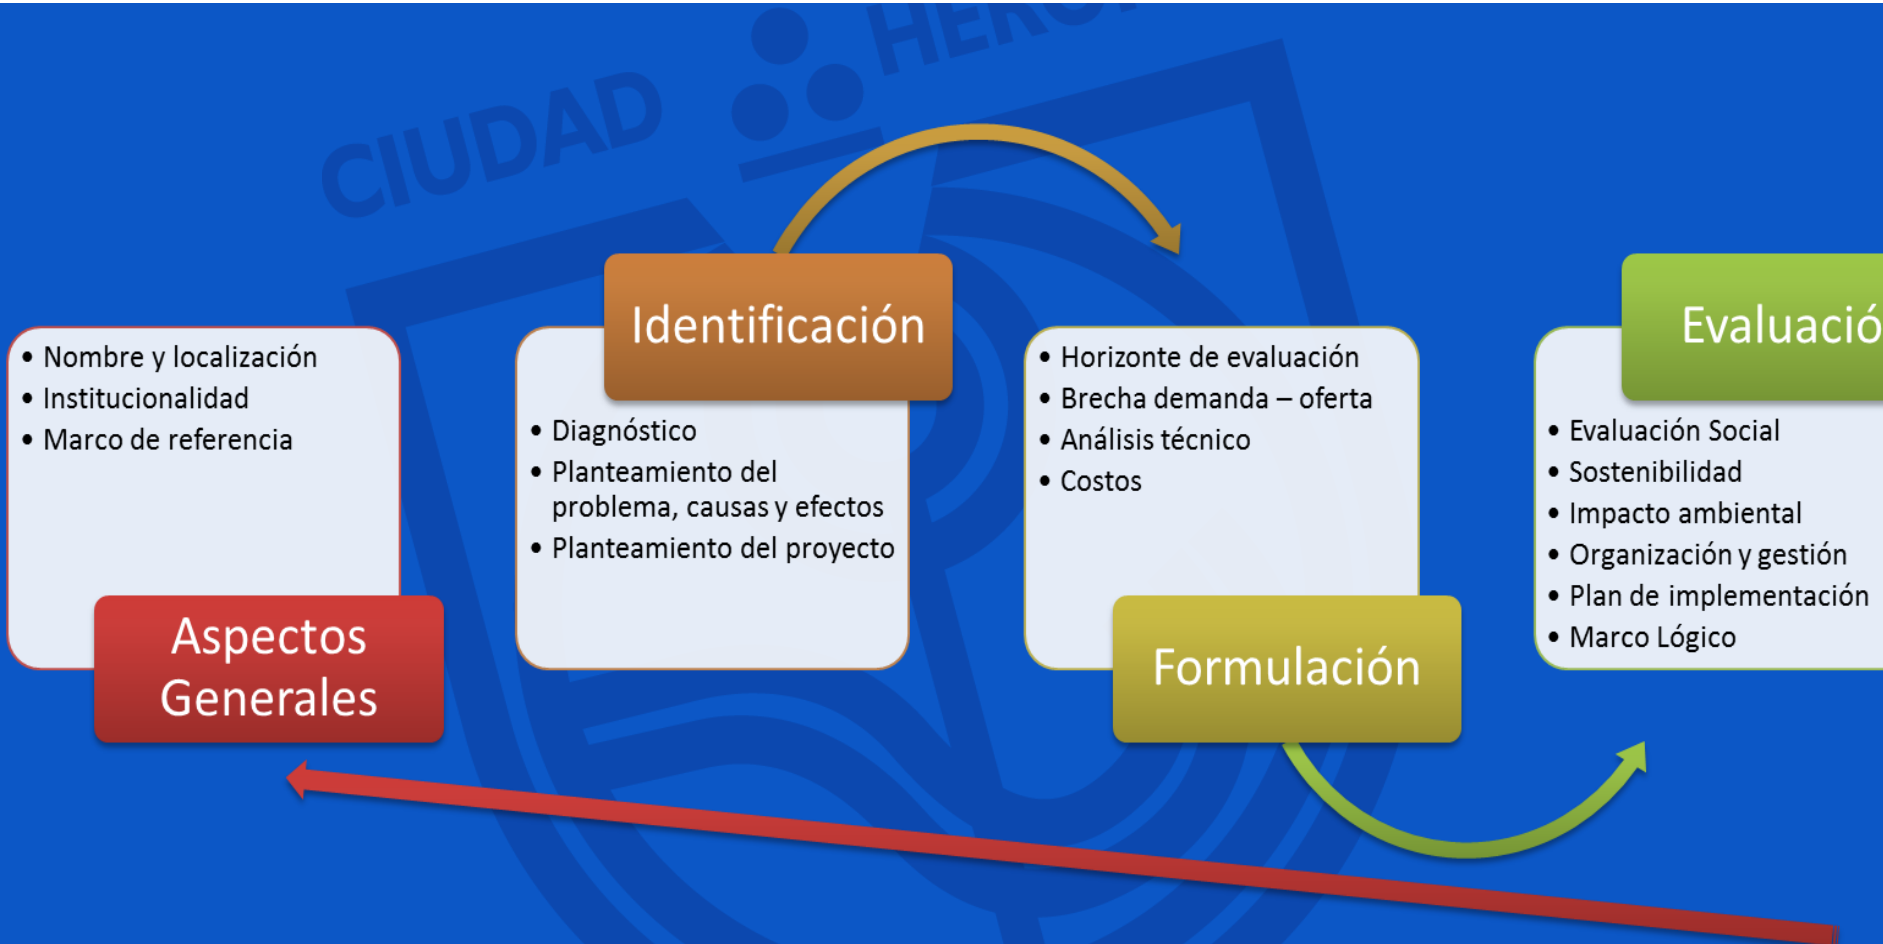 CIUDAD
Nombre y localización
Institucionalidad
Marco de referencia
Aspectos
Generales
Identificación
Diagnóstico
Planteamiento del
problema, causas y efectos
Planteamiento del proyecto
Horizonte de evaluación
Brecha demanda – oferta
Análisis técnico
Costos
Formulación
Evaluació
Evaluación Social
Sostenibilidad
Impacto ambiental
Organización y gestión
Plan de implementación
Marco Lógico